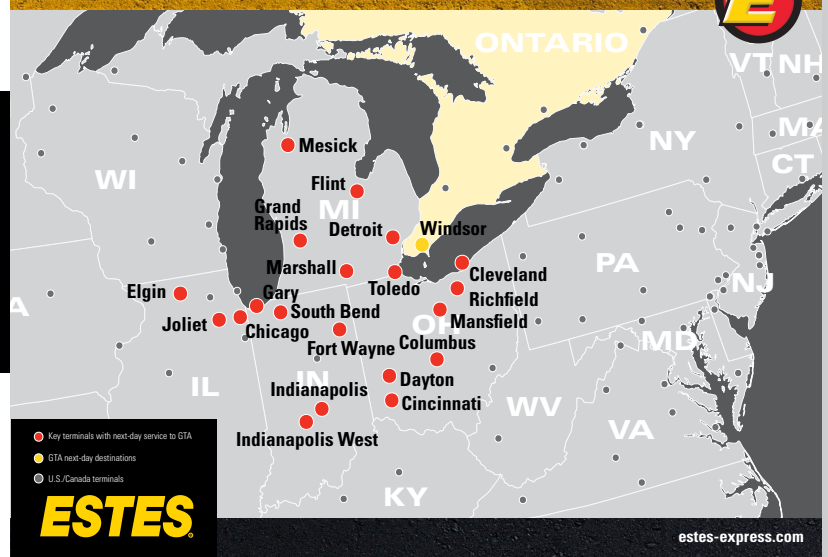 E
ONTARIO
VT NH
MA
NY
CT
WI
Mesick
Flint
MI
Grand
Rapids
Detroit
Windsor
Marshall
Toledo
Cleveland
PA
NJ
Elgin
Gary
Richfield
South Bend
Mansfield
Joliet
Chicago
OH
MD
Fort Wayne
Columbus
IL
IN
Dayton
Indianapolis
Cincinnati
WV
VA
Indianapolis West
KY
Key terminals with next-day service to GTA
GTA next-day destinations
U.S./Canada terminals
ESTES
estes-express.com